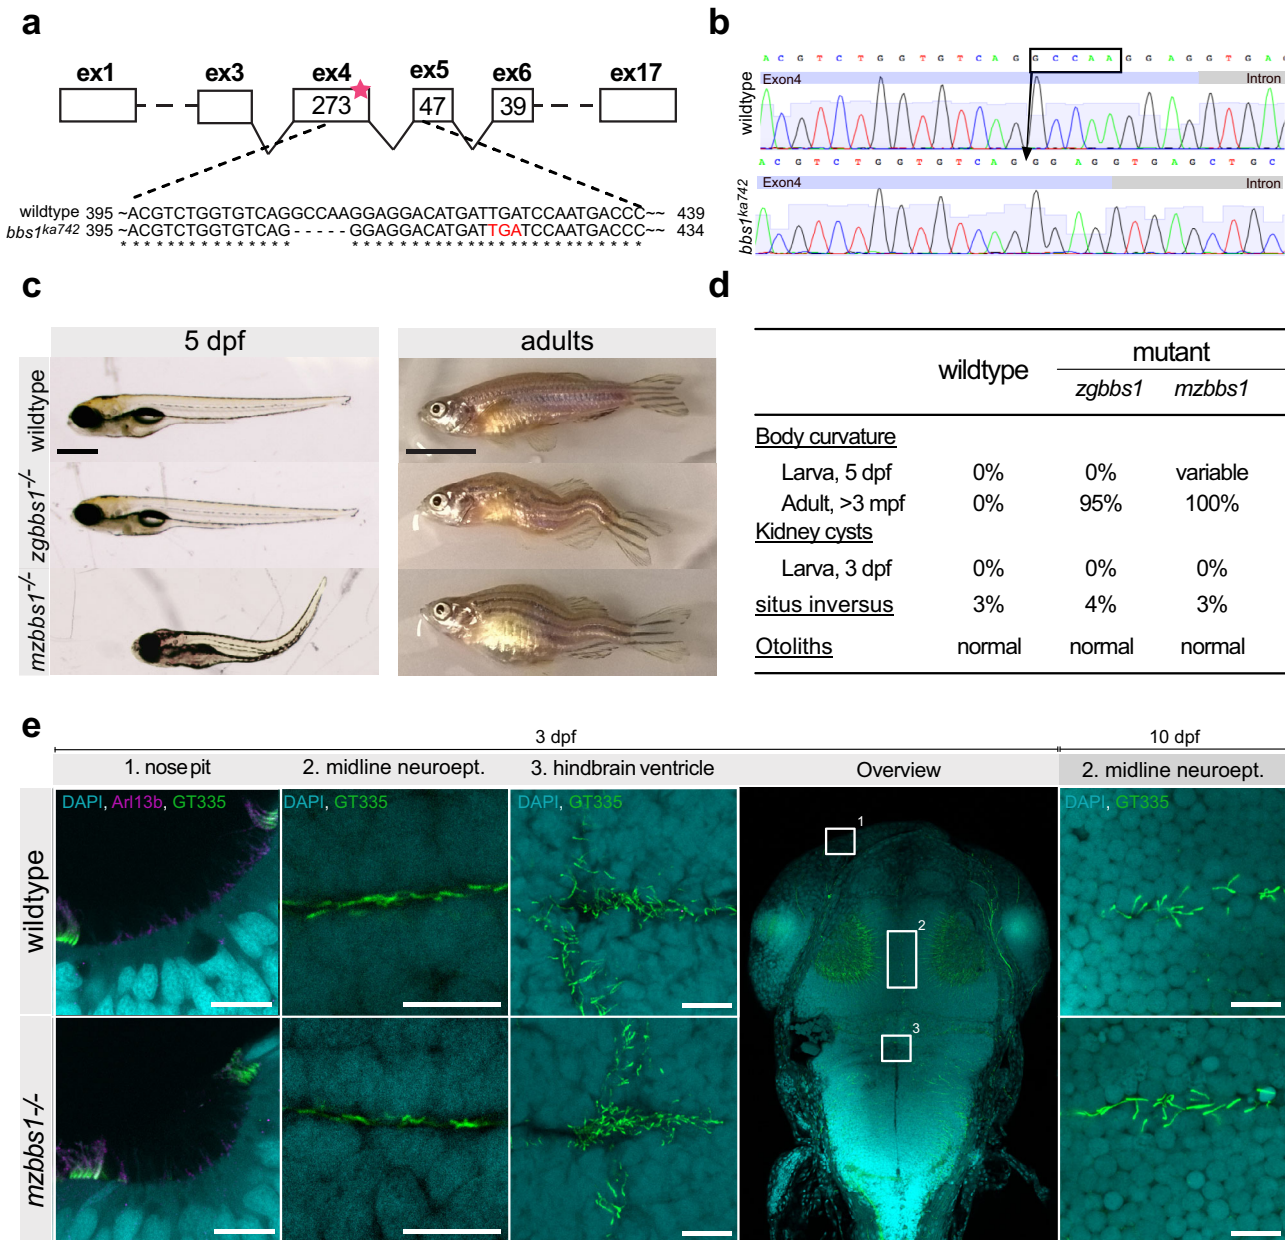 a
ex1 ex3 ex4 ex5 ex6 ex17
273 47 39
wildtype 395 ~ACGTCTGGTGTCAGGCCAAGGAGGACATGATTGATCCAATGACCC~~ 439
bbs1ka742 395 ~ACGTCTGGTGTCAG-----GGAGGACATGATTGATCCAATGACCC~~ 434
b
A C G T C T G G T G T C A G G C C A A G G A G G T G A G
Exon4 Intron
wildtype
A C G T C T G G T G T C A G G G A G G T G A G C T G C
Exon4 Intron
bbs1ka742
c
5 dpf adults
wildtype
zgbbs1-/-
mzbbs1-/-
d
wildtype mutant
zgbbs1 mzbbs1
Body curvature
Larva, 5 dpf 0% 0% variable
Adult, >3 mpf 0% 95% 100%
Kidney cysts
Larva, 3 dpf 0% 0% 0%
situs inversus 3% 4% 3%
Otoliths normal normal normal
e
3 dpf 10 dpf
1. nose pit 2. midline neuroept. 3. hindbrain ventricle Overview 2. midline neuroept.
DAPI, Arl13b, GT335 DAPI, GT335 DAPI, GT335 DAPI, GT335
wildtype
1
2
3
mzbbs1-/-